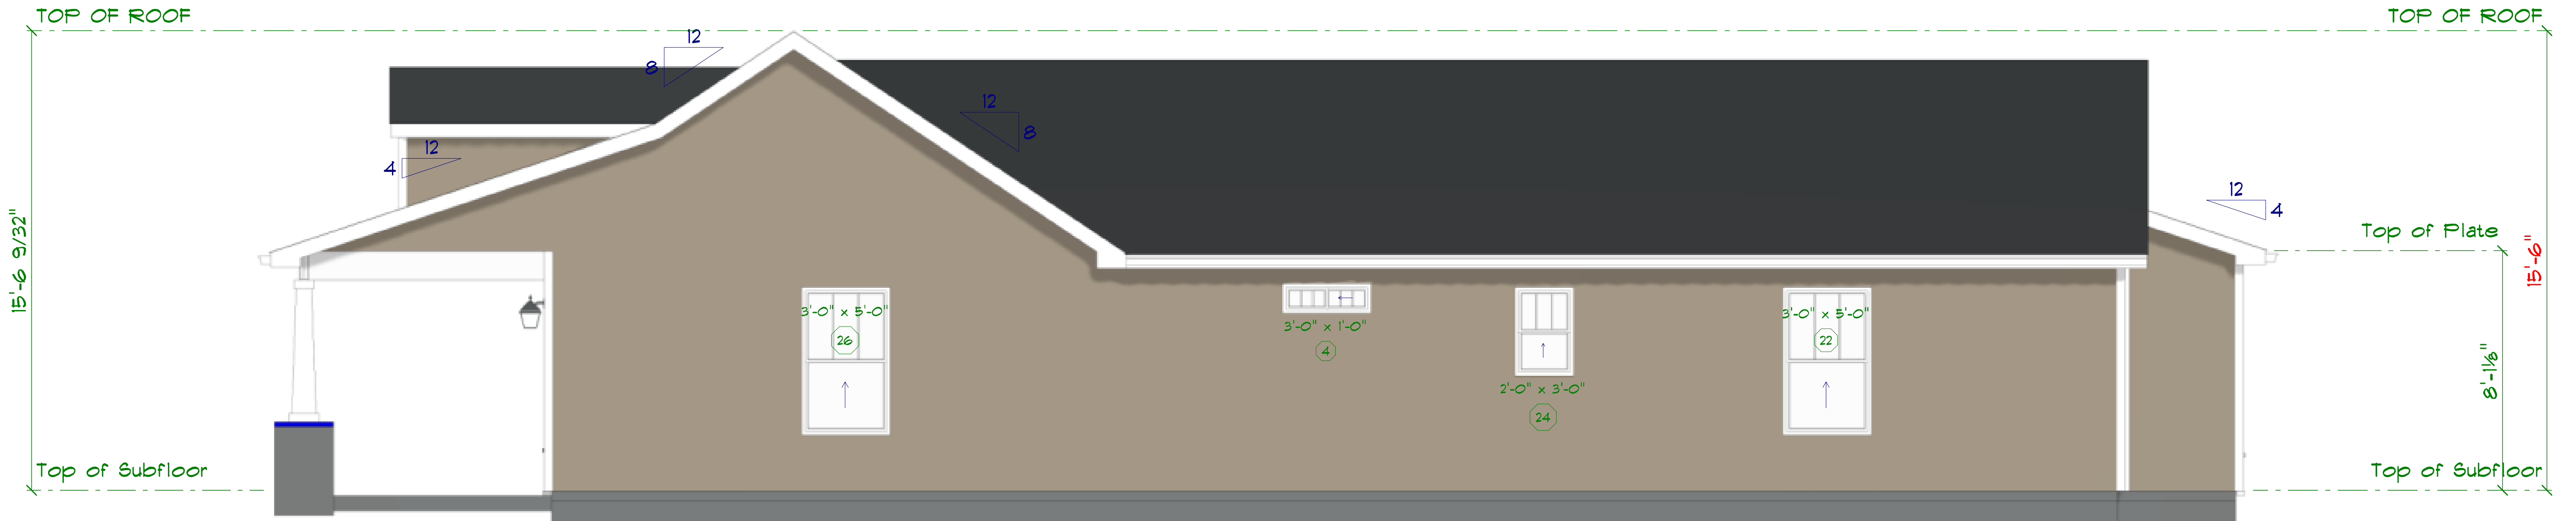 TOP OF ROOF
TOP OF ROOF
12
8
12
8
12
4
12
4
Top of Plate
15'-6 9/32"
15'-6"
8'-1⅛"
3'-0" x 5'-0"
26
3'-0" x 1'-0"
4
2'-0" x 3'-0"
24
3'-0" x 5'-0"
22
Top of Subfloor
Top of Subfloor